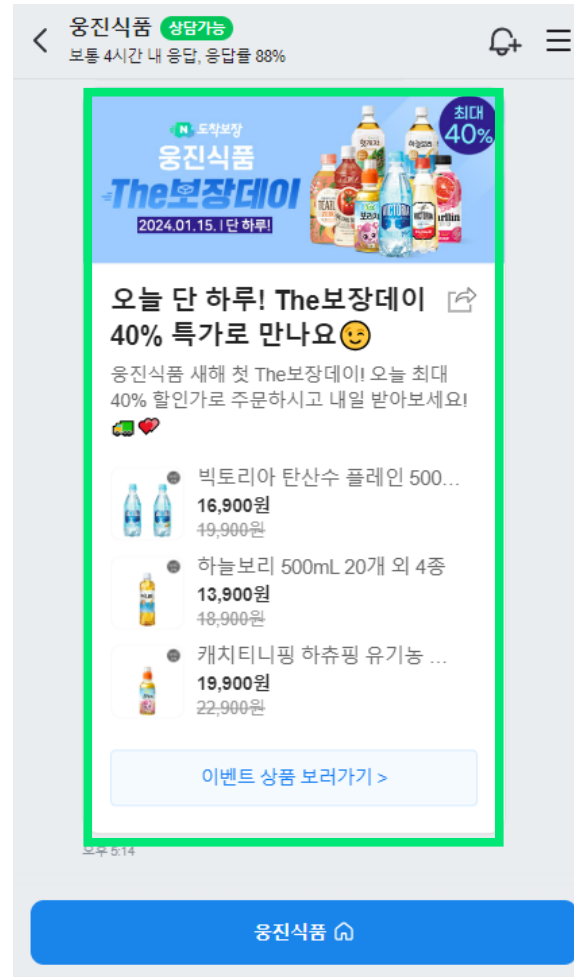 웅진식품 상담가능
보통 4시간 내 응답, 응답률 88%
N 도착보장
웅진식품
The보장데이
2024.01.15. | 단 하루!
최대
40%
오늘 단 하루! The보장데이
40% 특가로 만나요😉
웅진식품 새해 첫 The보장데이! 오늘 최대
40% 할인가로 주문하시고 내일 받아보세요!
빅토리아 탄산수 플레인 500...
16,900원
19,900원
하늘보리 500mL 20개 외 4종
13,900원
18,900원
캐치티니핑 하츄핑 유기농 ...
19,900원
22,900원
이벤트 상품 보러가기 >
오후 5:14
웅진식품